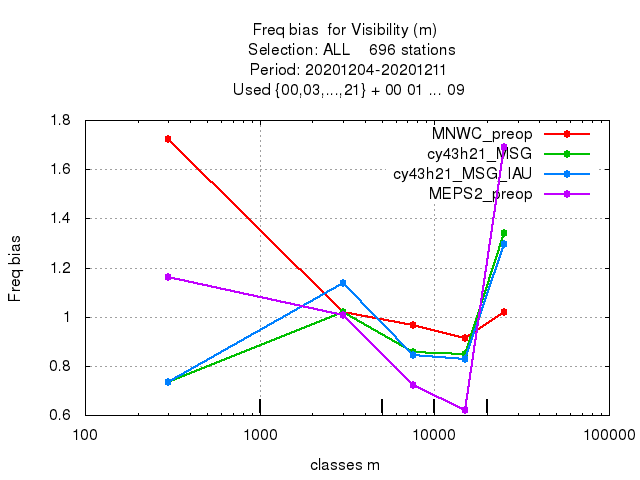 Freq bias  for Visibility (m)
Selection: ALL    696 stations
Period: 20201204-20201211
Used {00,03,...,21} + 00 01 ... 09
MNWC_preop
cy43h21_MSG
cy43h21_MSG_IAU
MEPS2_preop
Freq bias
1.8
1.6
1.4
1.2
1
0.8
0.6
100
1000
10000
100000
classes m